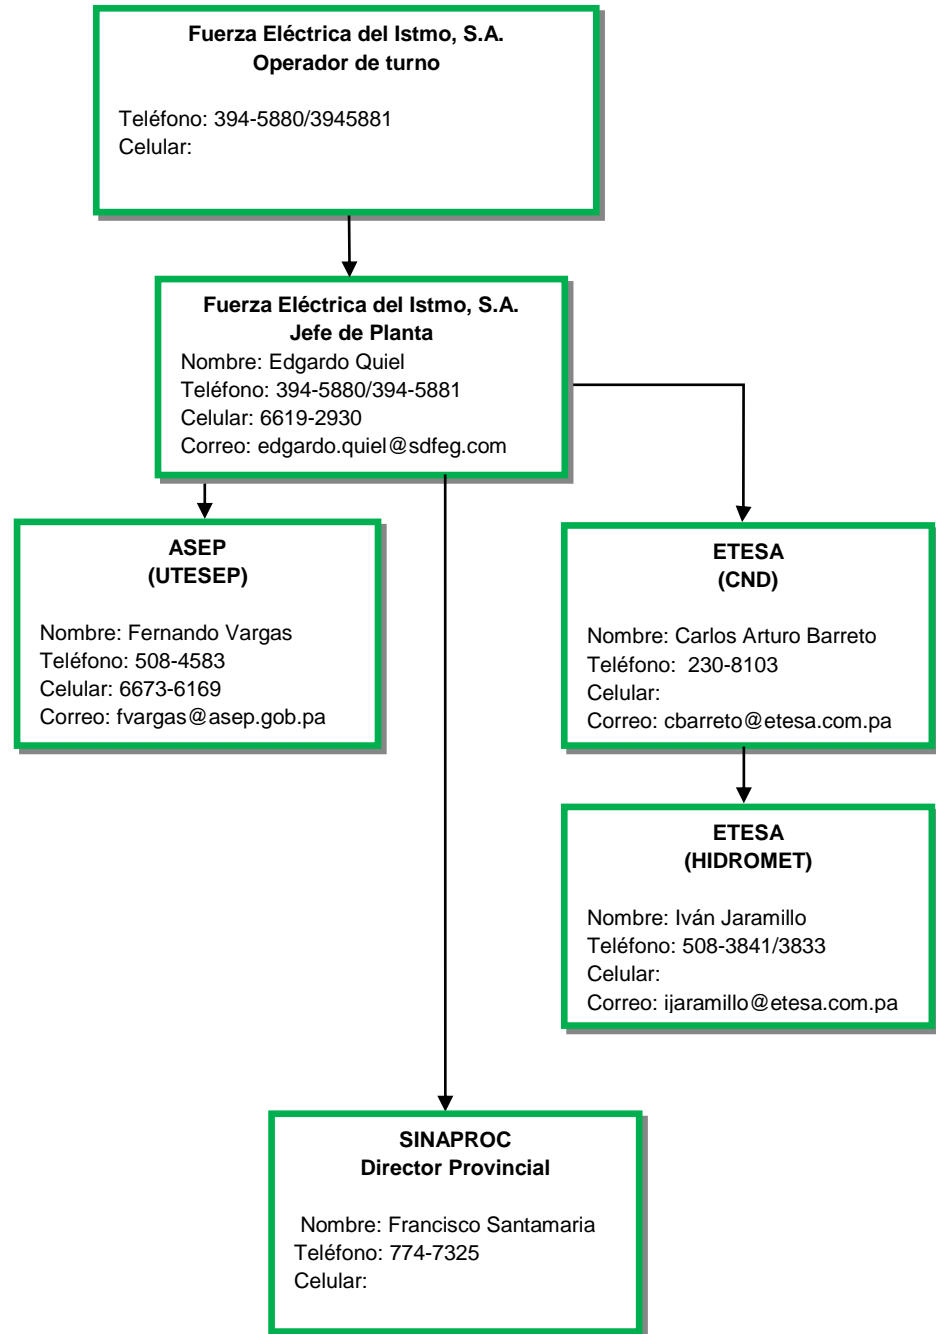 Fuerza Eléctrica del Istmo, S.A.
Operador de turno
Teléfono: 394-5880/3945881
Celular:
Fuerza Eléctrica del Istmo, S.A.
Jefe de Planta
Nombre: Edgardo Quiel
Teléfono: 394-5880/394-5881
Celular: 6619-2930
Correo: edgardo.quiel@sdfeg.com
ASEP
(UTESEP)
Nombre: Fernando Vargas
Teléfono: 508-4583
Celular: 6673-6169
Correo: fvargas@asep.gob.pa
ETESA
(CND)
Nombre: Carlos Arturo Barreto
Teléfono:  230-8103
Celular:
Correo: cbarreto@etesa.com.pa
ETESA
(HIDROMET)
Nombre: Iván Jaramillo
Teléfono: 508-3841/3833
Celular:
Correo: ijaramillo@etesa.com.pa
SINAPROC
Director Provincial
Nombre: Francisco Santamaria
Teléfono: 774-7325
Celular: